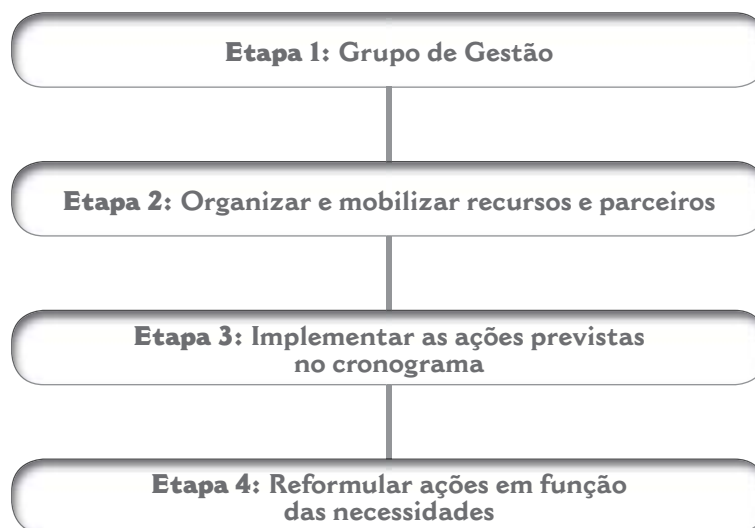 Etapa 1: Grupo de Gestão
Etapa 2: Organizar e mobilizar recursos e parceiros
Etapa 3: Implementar as ações previstas
no cronograma
Etapa 4: Reformular ações em função
das necessidades